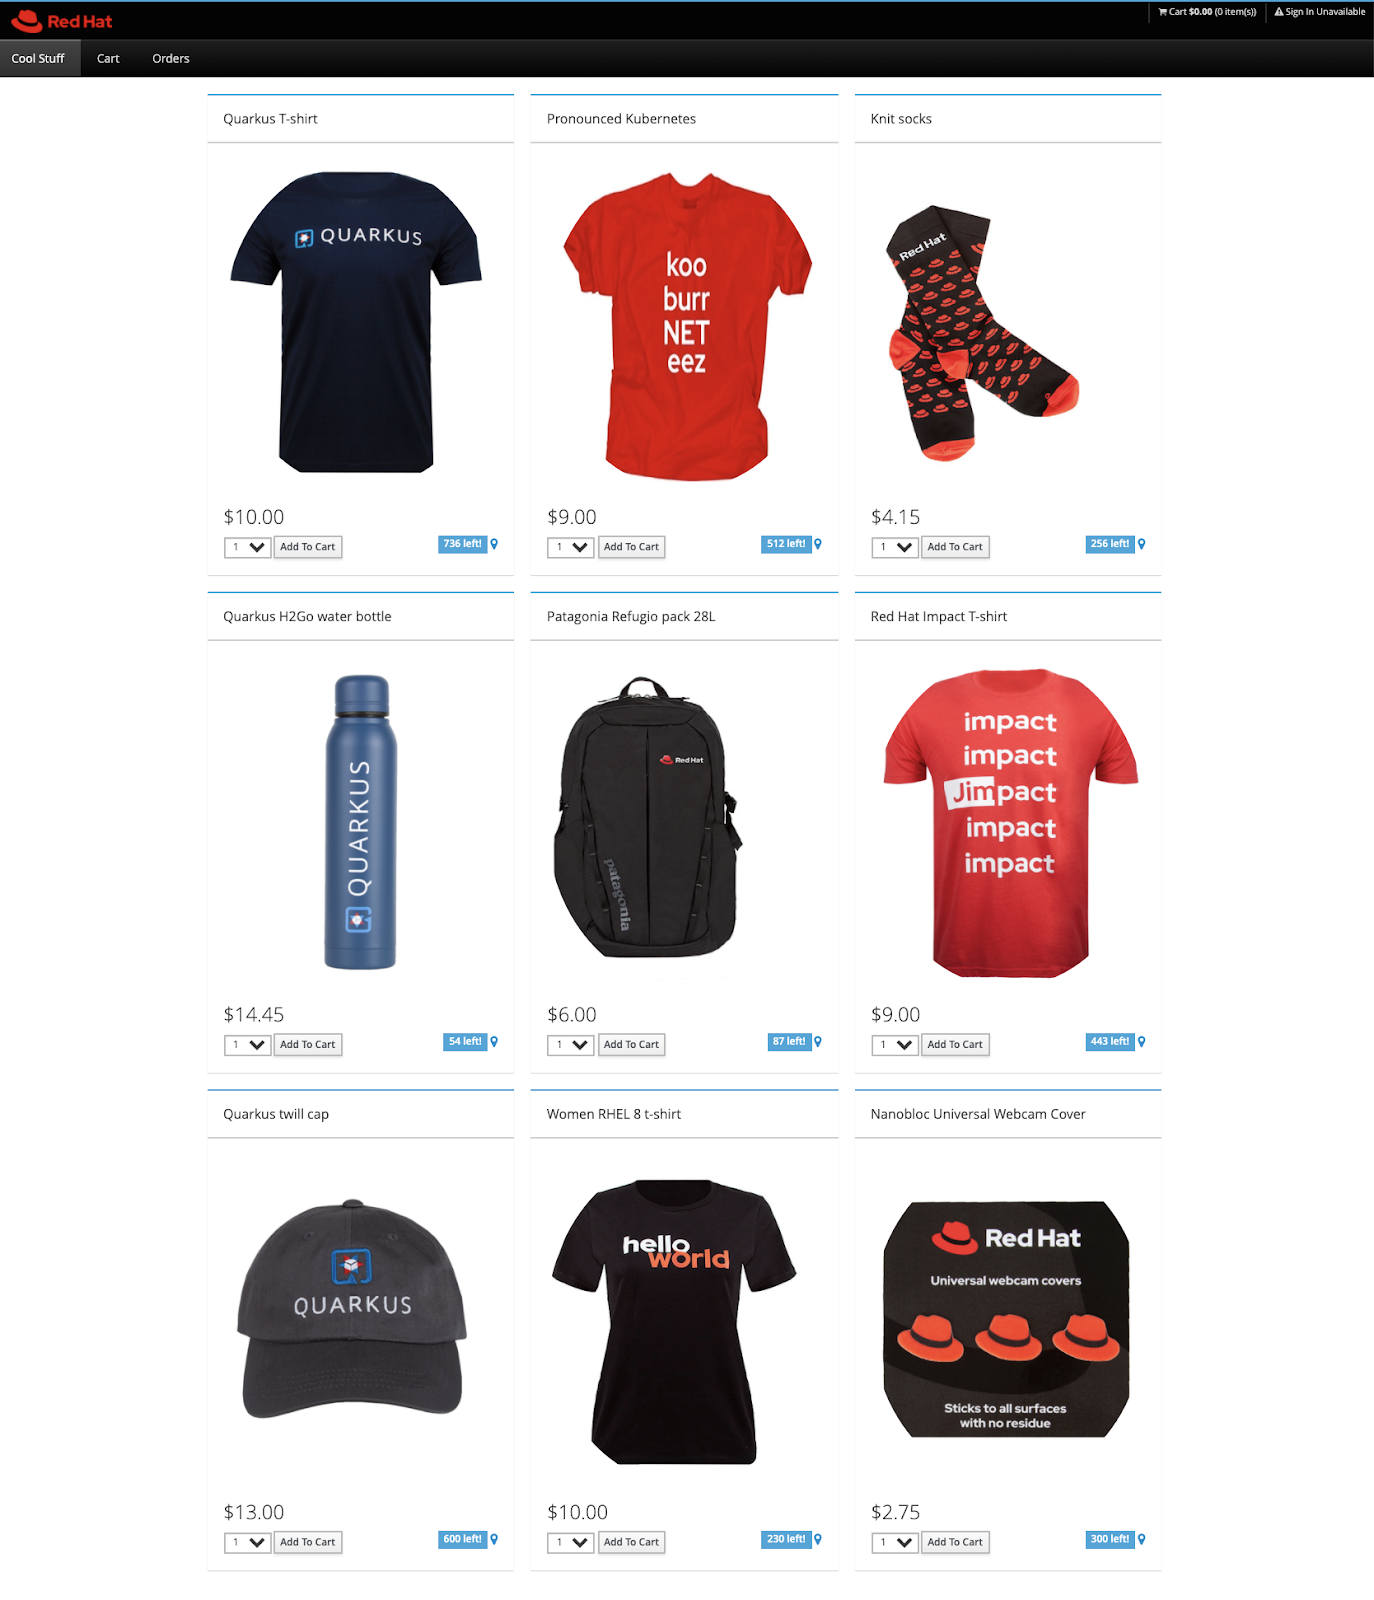 Red Hat
Cart $0.00 (0 item(s))
Sign In Unavailable
Cool Stuff
Cart
Orders
Quarkus T-shirt
QUARKUS
$10.00
1
Add To Cart
736 left!
Pronounced Kubernetes
koo
burr
NET
eez
$9.00
1
Add To Cart
512 left!
Knit socks
Red Hat
$4.15
1
Add To Cart
256 left!
Quarkus H2Go water bottle
QUARKUS
$14.45
1
Add To Cart
54 left!
Patagonia Refugio pack 28L
Red Hat
patagonia
$6.00
1
Add To Cart
87 left!
Red Hat Impact T-shirt
impact
impact
Jimpact
impact
impact
$9.00
1
Add To Cart
443 left!
Quarkus twill cap
QUARKUS
$13.00
1
Add To Cart
600 left!
Women RHEL 8 t-shirt
hello
world
$10.00
1
Add To Cart
230 left!
Nanobloc Universal Webcam Cover
Red Hat
Universal webcam covers
Sticks to all surfaces
with no residue
$2.75
1
Add To Cart
300 left!